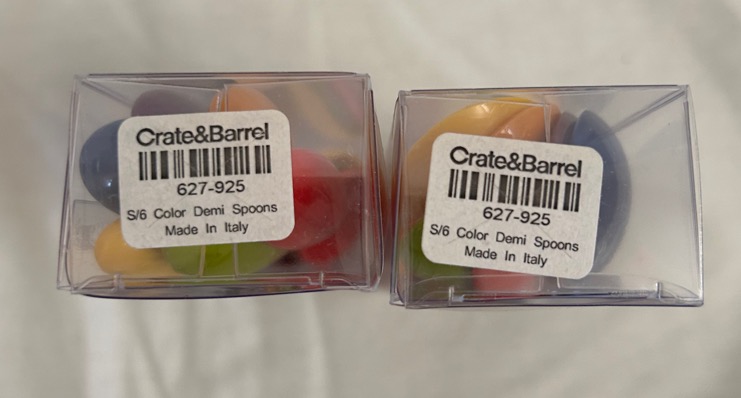 Crate&Barrel
627-925
S/6 Color Demi Spoons
Made In Italy
Crate&Barrel
627-925
S/6 Color Demi Spoons
Made In Italy